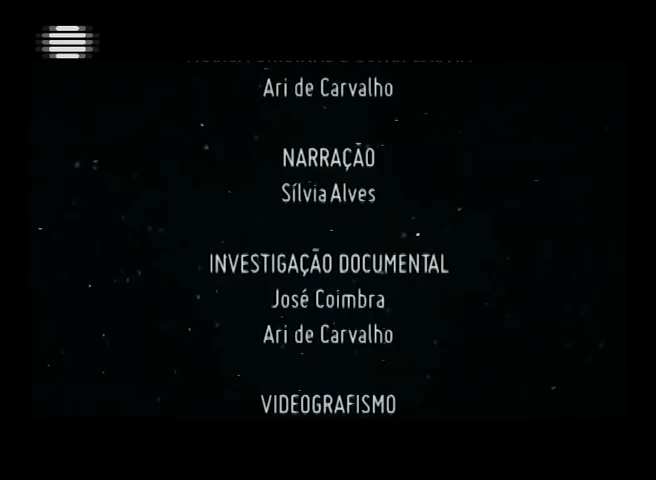 Ari de Carvalho
NARRAÇÃO
Sílvia Alves
INVESTIGAÇÃO DOCUMENTAL
José Coimbra
Ari de Carvalho
VIDEOGRAFISMO